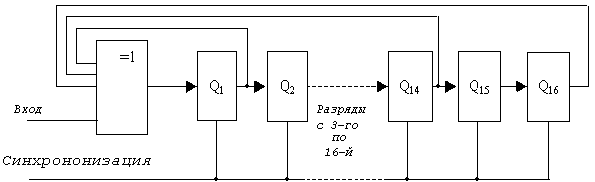 =1
Q1
Q2
Q14
Q15
Q16
Вход
Разряды
с 3-го
по
16-й
Синхрононизация